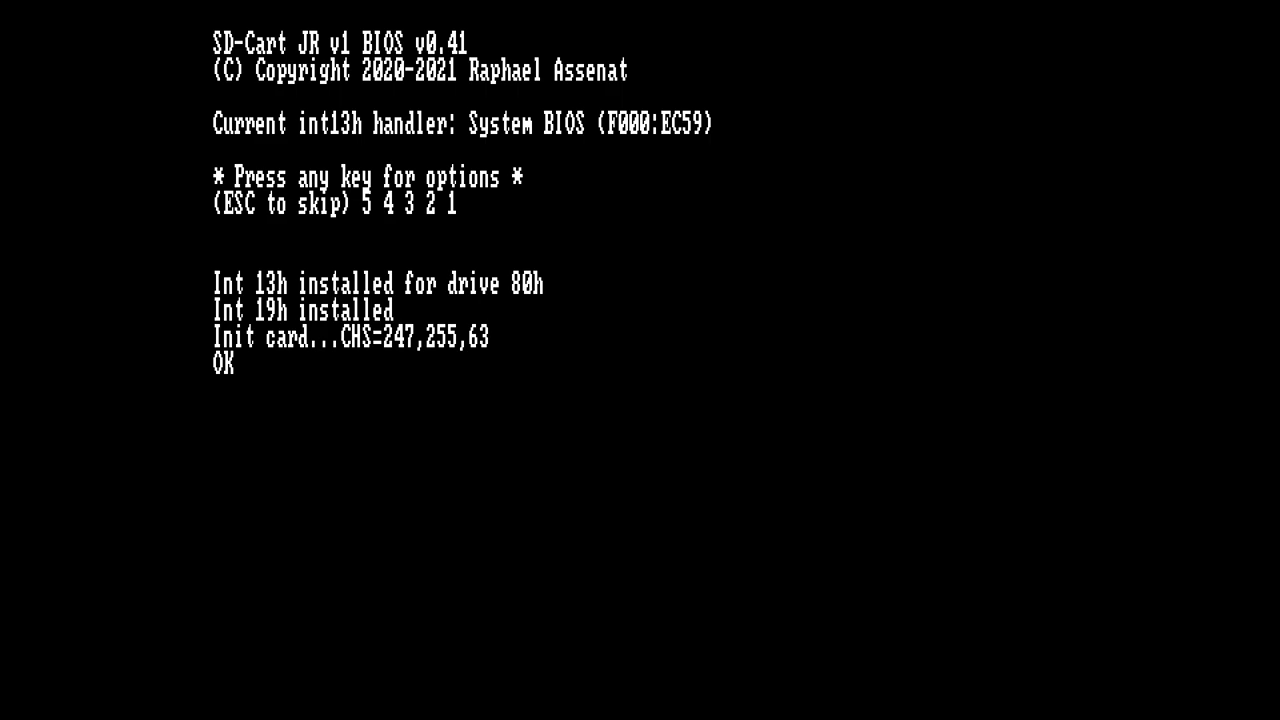 SD-Cart JR v1 BIOS v0.41
(C) Copyright 2020-2021 Raphael Assenat
Current int13h handler: System BIOS (F000:EC59)
* Press any key for options *
(ESC to skip) 5 4 3 2 1
Int 13h installed for drive 80h
Int 19h installed
Init card...CHS=247,255,63
OK